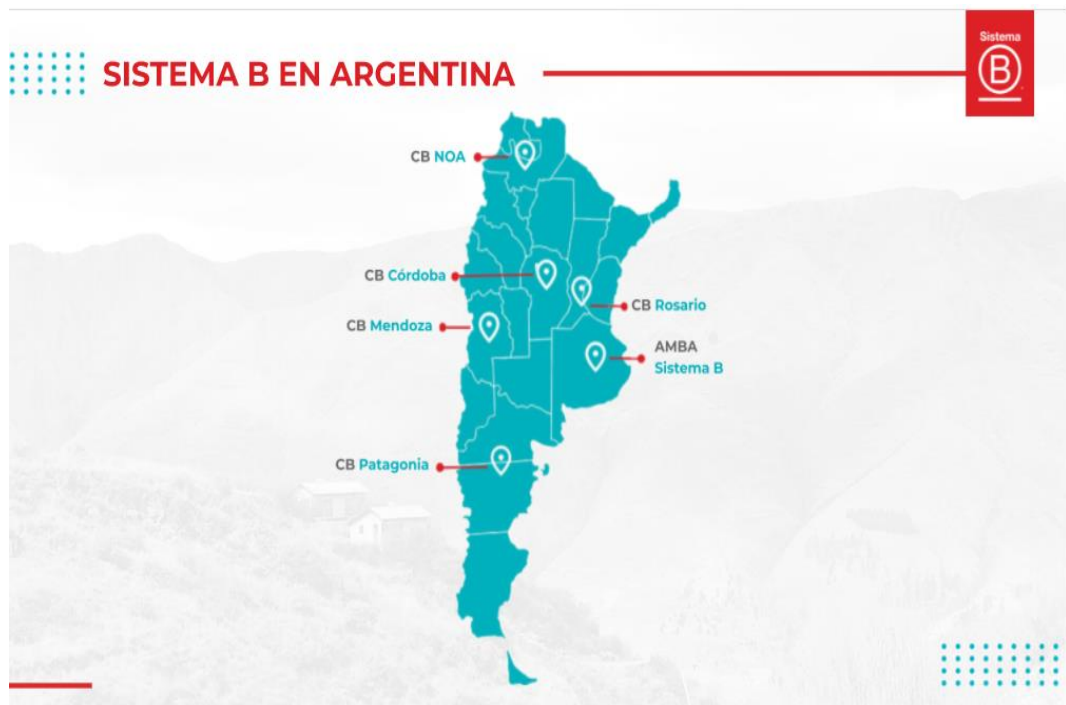 Sistema
B
SISTEMA B EN ARGENTINA
CB NOA
CB Córdoba
CB Rosario
CB Mendoza
AMBA
Sistema B
CB Patagonia